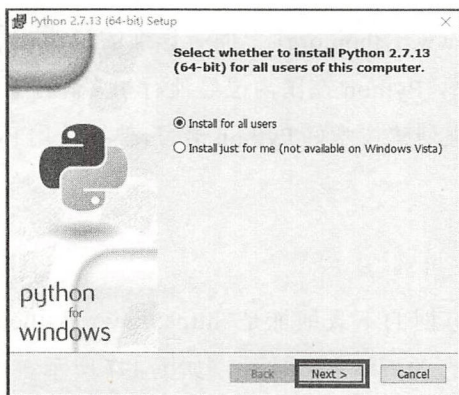 Python 2.7.13 (64-bit) Setup
Select whether to install Python 2.7.13
(64-bit) for all users of this computer.
Install for all users
Install just for me (not available on Windows Vista)
python
for
windows
Back
Next >
Cancel